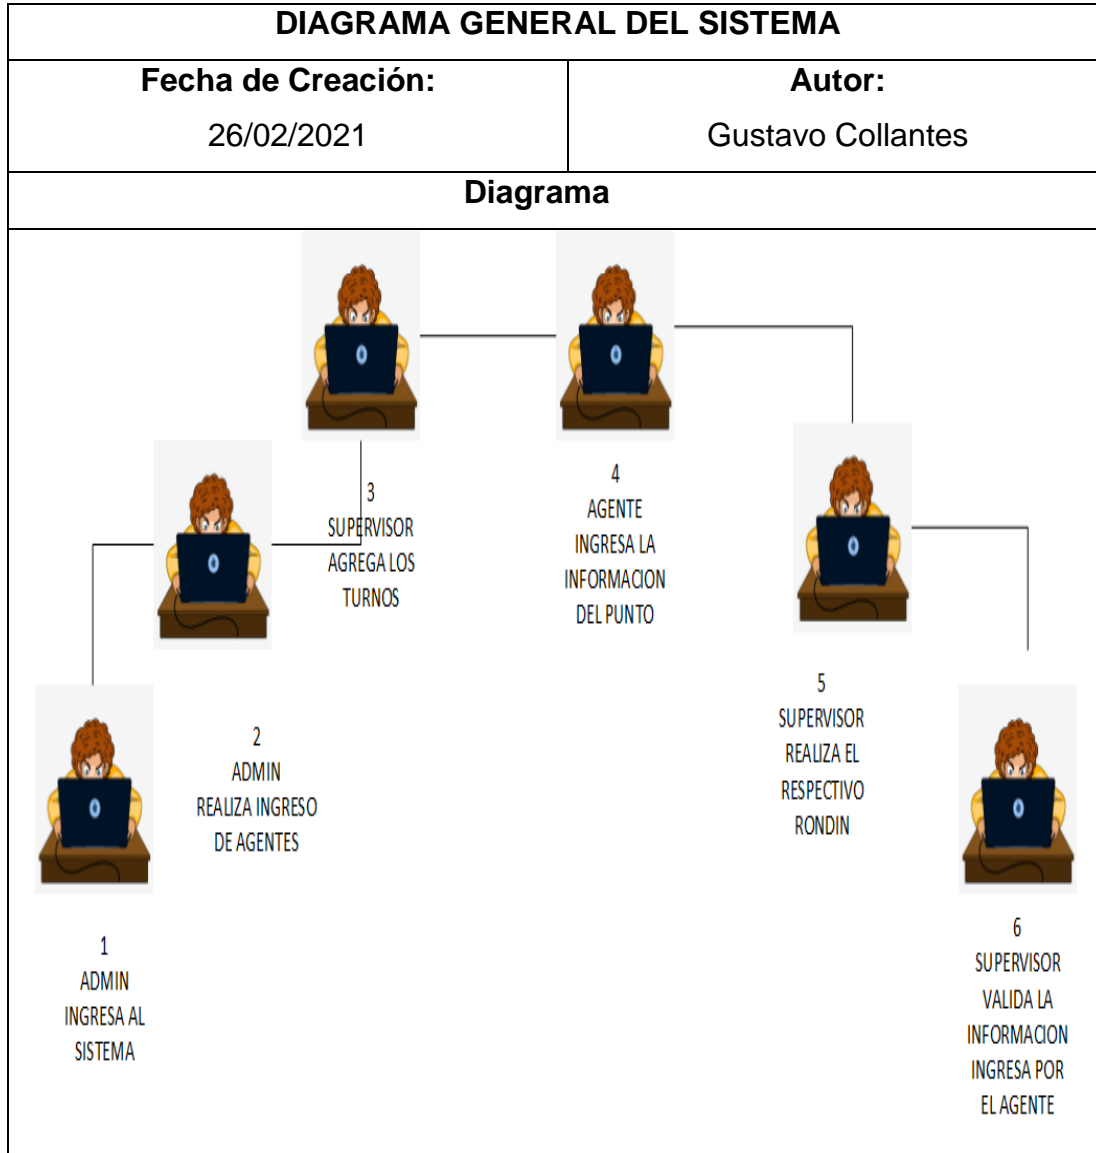 DIAGRAMA GENERAL DEL SISTEMA
Fecha de Creación:
26/02/2021
Autor:
Gustavo Collantes
Diagrama
1
ADMIN
INGRESA AL
SISTEMA
2
ADMIN
REALIZA INGRESO
DE AGENTES
3
SUPERVISOR
AGREGA LOS
TURNOS
4
AGENTE
INGRESA LA
INFORMACION
DEL PUNTO
5
SUPERVISOR
REALIZA EL
RESPECTIVO
RONDIN
6
SUPERVISOR
VALIDA LA
INFORMACION
INGRESA POR
EL AGENTE